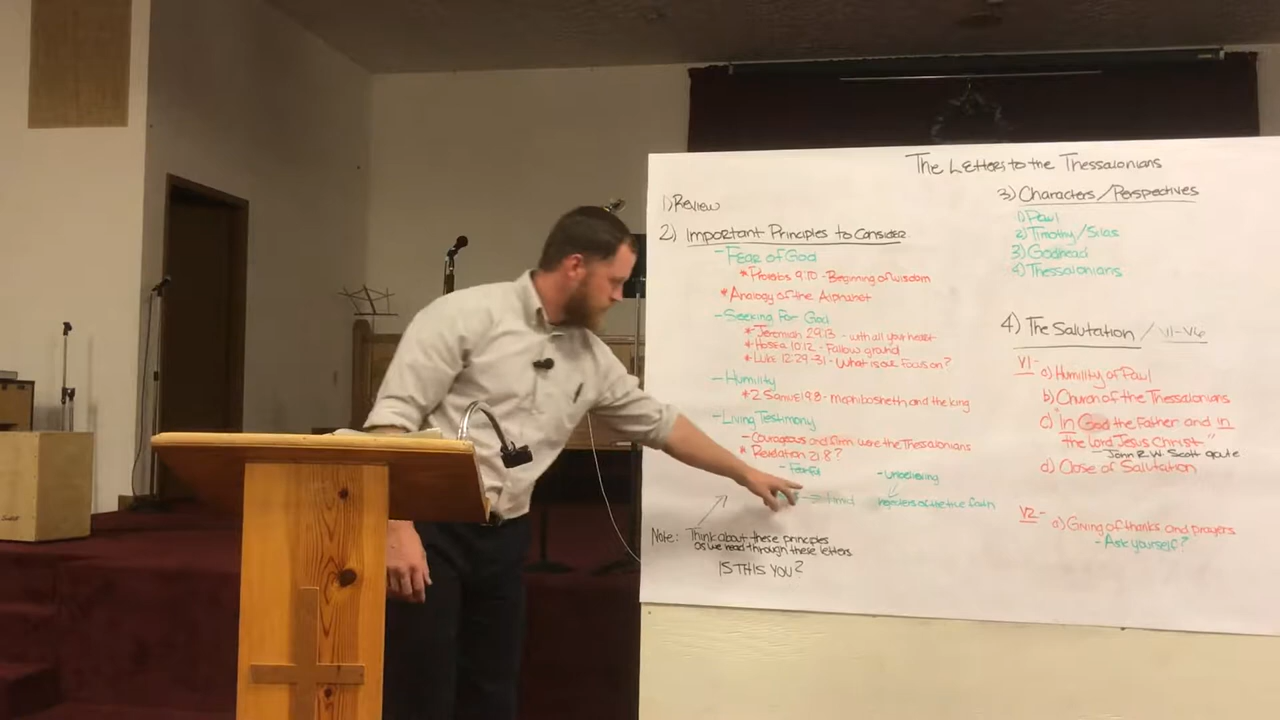 The Letters to the Thessalonians
1) Review
2) Important Principles to Consider
- Fear of God
* Proverbs 9:10 - Beginning of wisdom
* Analogy of the Alphabet
- Seeking For God
* Jeremiah 29:13 - with all your heart
* Hosea 10:12 - Fallow ground
* Luke 12:29-31 - What is our Focus on?
- Humility
* 2 Samuel 9:8 - Mephibosheth and the king
- Living Testimony
- Courageous and firm were the Thessalonians
* Revelation 21:8?
- Fearful
- Unbelieving
timid
rejecters of the true faith
Note: Think about these principles
as we read through these letters
IS THIS YOU?
3) Characters/Perspectives
1) Paul
2) Timothy/Silas
3) Godhead
4) Thessalonians
4) The Salutation / V1-V6
V1- a) Humility of Paul
b) Church of the Thessalonians
c) "In God the Father and in
the Lord Jesus Christ"
- John R.W. Scott quote
d) Close of Salutation
V2- a) Giving of thanks and prayers
- Ask yourself?